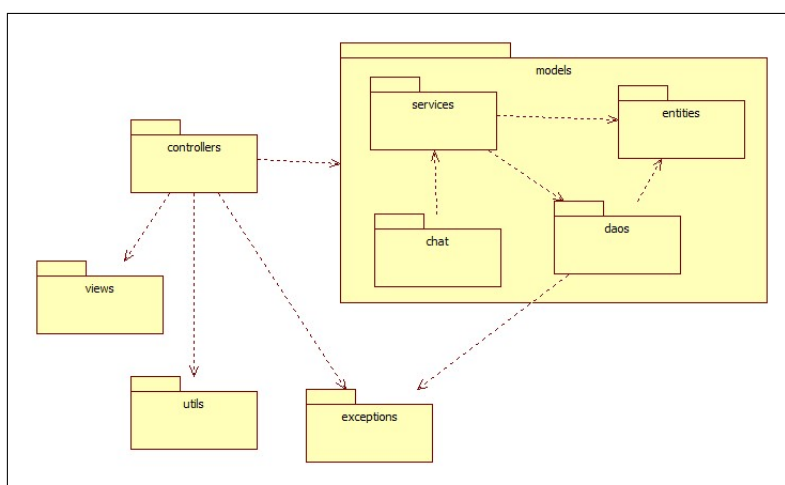 models
services
entities
controllers
chat
daos
views
utils
exceptions